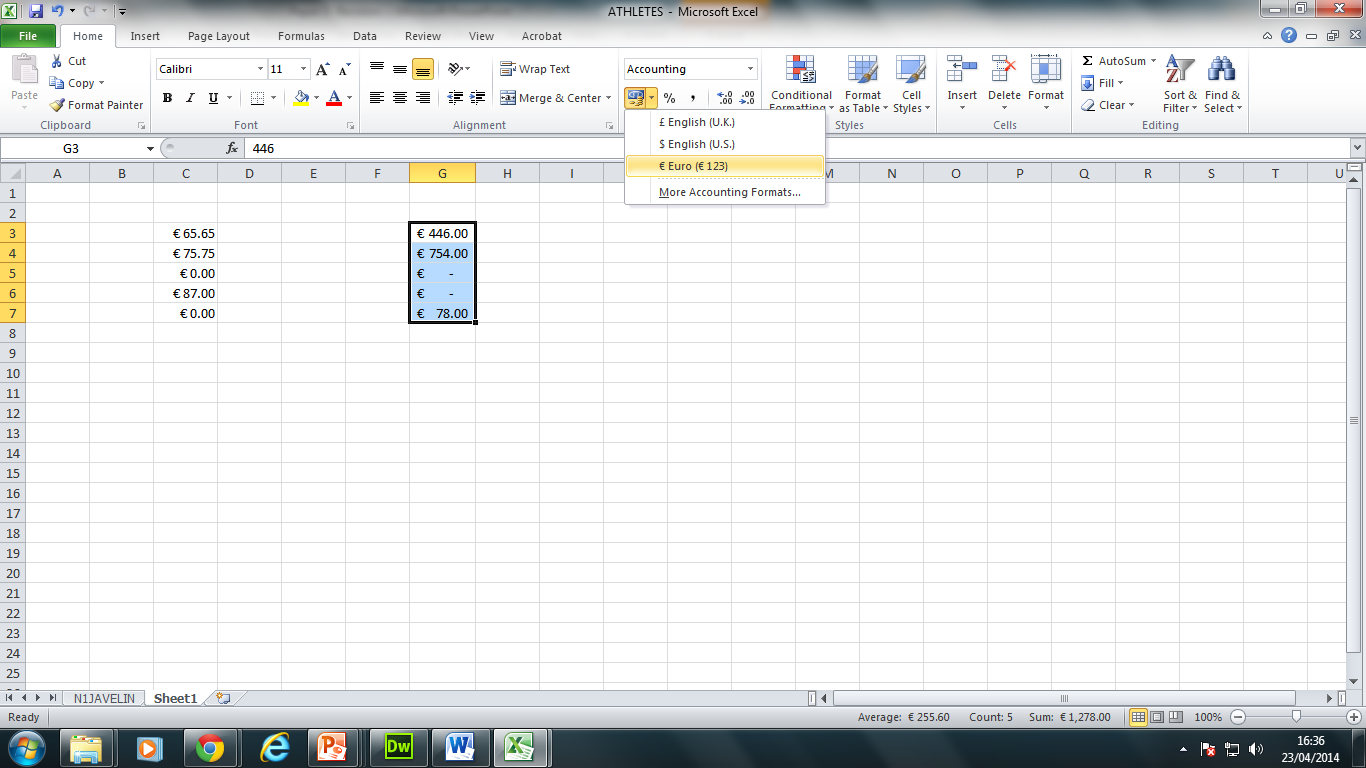 ATHLETES - Microsoft Excel
File Home Insert Page Layout Formulas Data Review View Acrobat
Paste
Cut
Copy
Format Painter
Clipboard
Calibri 11
B I U
Font
Wrap Text
Merge & Center
Alignment
Accounting
%
£ English (U.K.)
$ English (U.S.)
€ Euro (€ 123)
More Accounting Formats...
Conditional
Formatting
Format
as Table
Cell
Styles
Styles
Insert Delete Format
Cells
Σ AutoSum
Fill
Clear
Sort &
Filter
Find &
Select
Editing
G3 fx 446
A B C D E F G H I M N O P Q R S T U
1
2
3 € 65.65 € 446.00
4 € 75.75 € 754.00
5 € 0.00 € -
6 € 87.00 € -
7 € 0.00 € 78.00
8
9
10
11
12
13
14
15
16
17
18
19
20
21
22
23
24
25
N1JAVELIN Sheet1
Ready Average: € 255.60 Count: 5 Sum: € 1,278.00 100%
16:36
23/04/2014